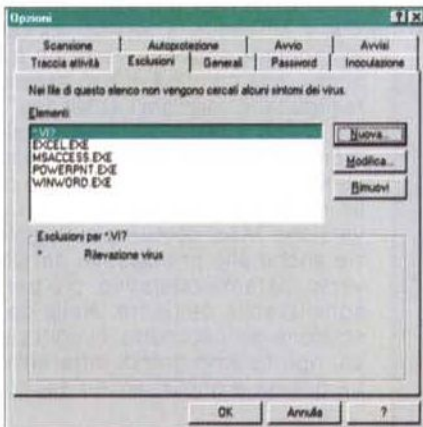 Opzioni
Scansione Autoprotezione Avvio Avvisi
Traccia attività Esclusioni Generali Password Inoculazione
Nei file di questo elenco non vengono cercati alcuni sintomi dei virus.
Elementi:
*.VI?
EXCEL.EXE
MSACCESS.EXE
POWERPNT.EXE
WINWORD.EXE
Nuova...
Modifica...
Rimuovi
Esclusioni per *.VI?
* Rilevazione virus
OK Annulla ?